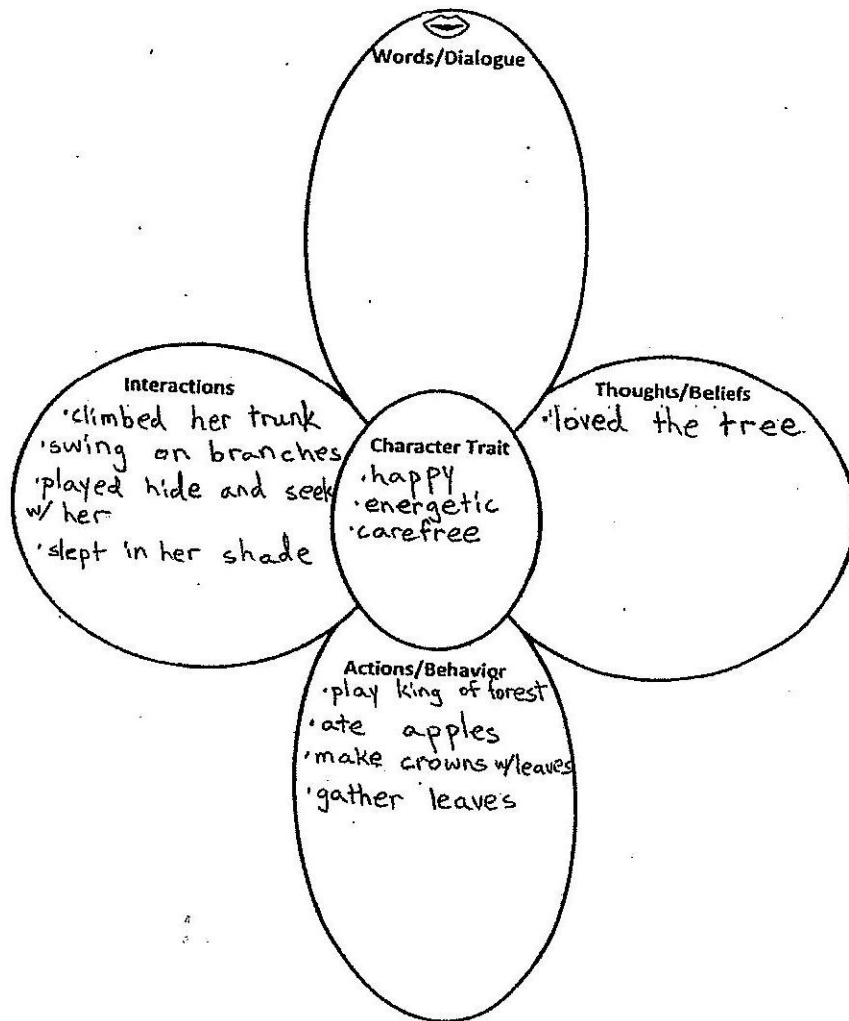 Words/Dialogue
Interactions
·climbed her trunk
·swing on branches
·played hide and seek
w/ her
·slept in her shade
Character Trait
·happy
·energetic
·carefree
Thoughts/Beliefs
·loved the tree
Actions/Behavior
·play king of forest
·ate apples
·make crowns w/leaves
·gather leaves